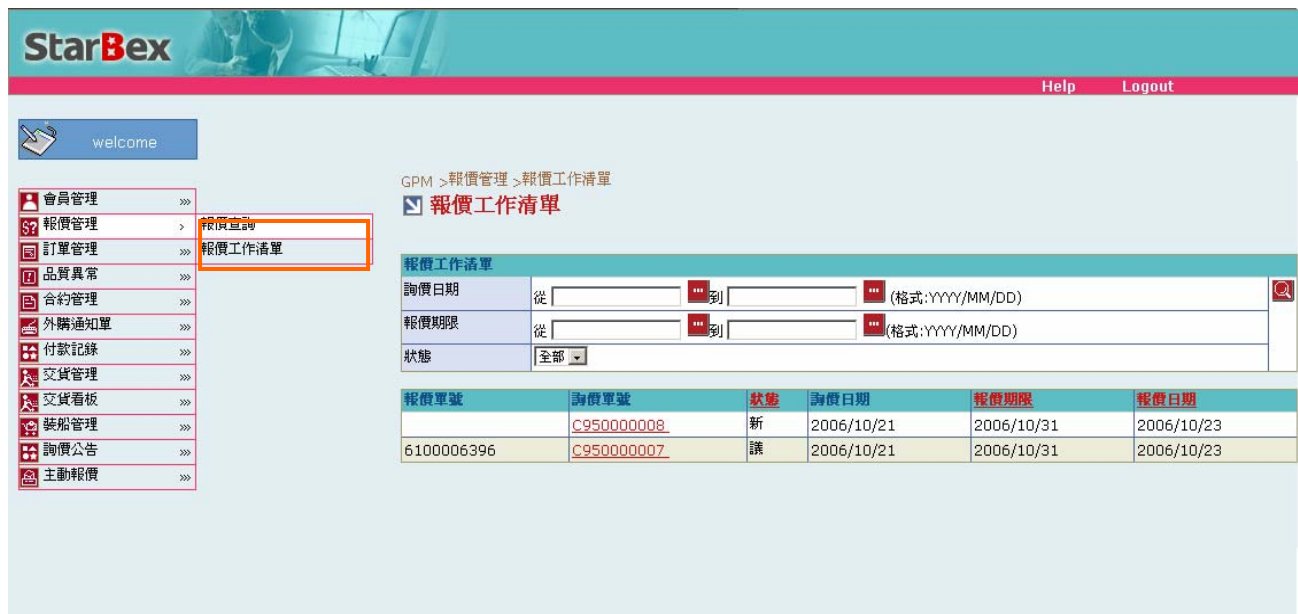 StarBex
Help Logout
welcome
GPM >報價管理 >報價工作清單
報價工作清單
會員管理 »»
報價管理 › 報價查詢
訂單管理 »» 報價工作清單
品質異常 »»
合約管理 »»
外購通知單 »»
付款記錄 »»
交貨管理 »»
交貨看板 »»
裝船管理 »»
詢價公告 »»
主動報價 »»
報價工作清單
詢價日期 從 ... 到 ... (格式:YYYY/MM/DD)
報價期限 從 ... 到 ... (格式:YYYY/MM/DD)
狀態 全部
報價單號 詢價單號 狀態 詢價日期 報價期限 報價日期
C950000008 新 2006/10/21 2006/10/31 2006/10/23
6100006396 C950000007 議 2006/10/21 2006/10/31 2006/10/23